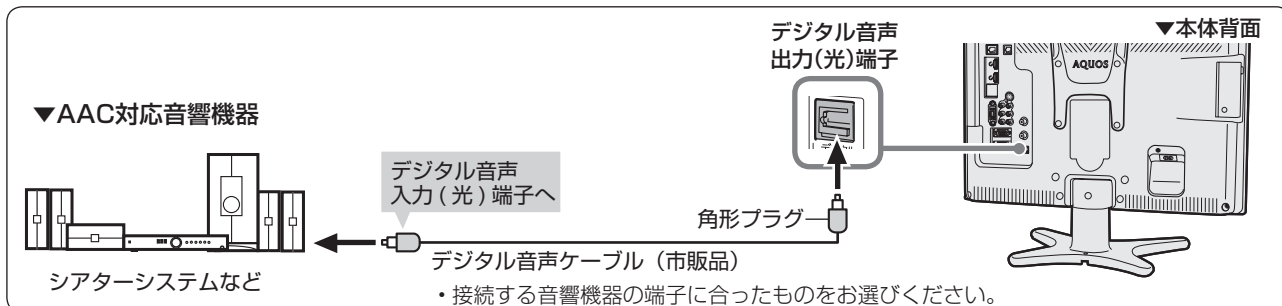 デジタル音声
出力(光)端子
▼本体背面
AQUOS
▼AAC対応音響機器
デジタル音声
入力(光)端子へ
角形プラグ
デジタル音声ケーブル(市販品)
シアターシステムなど
・接続する音響機器の端子に合ったものをお選びください。